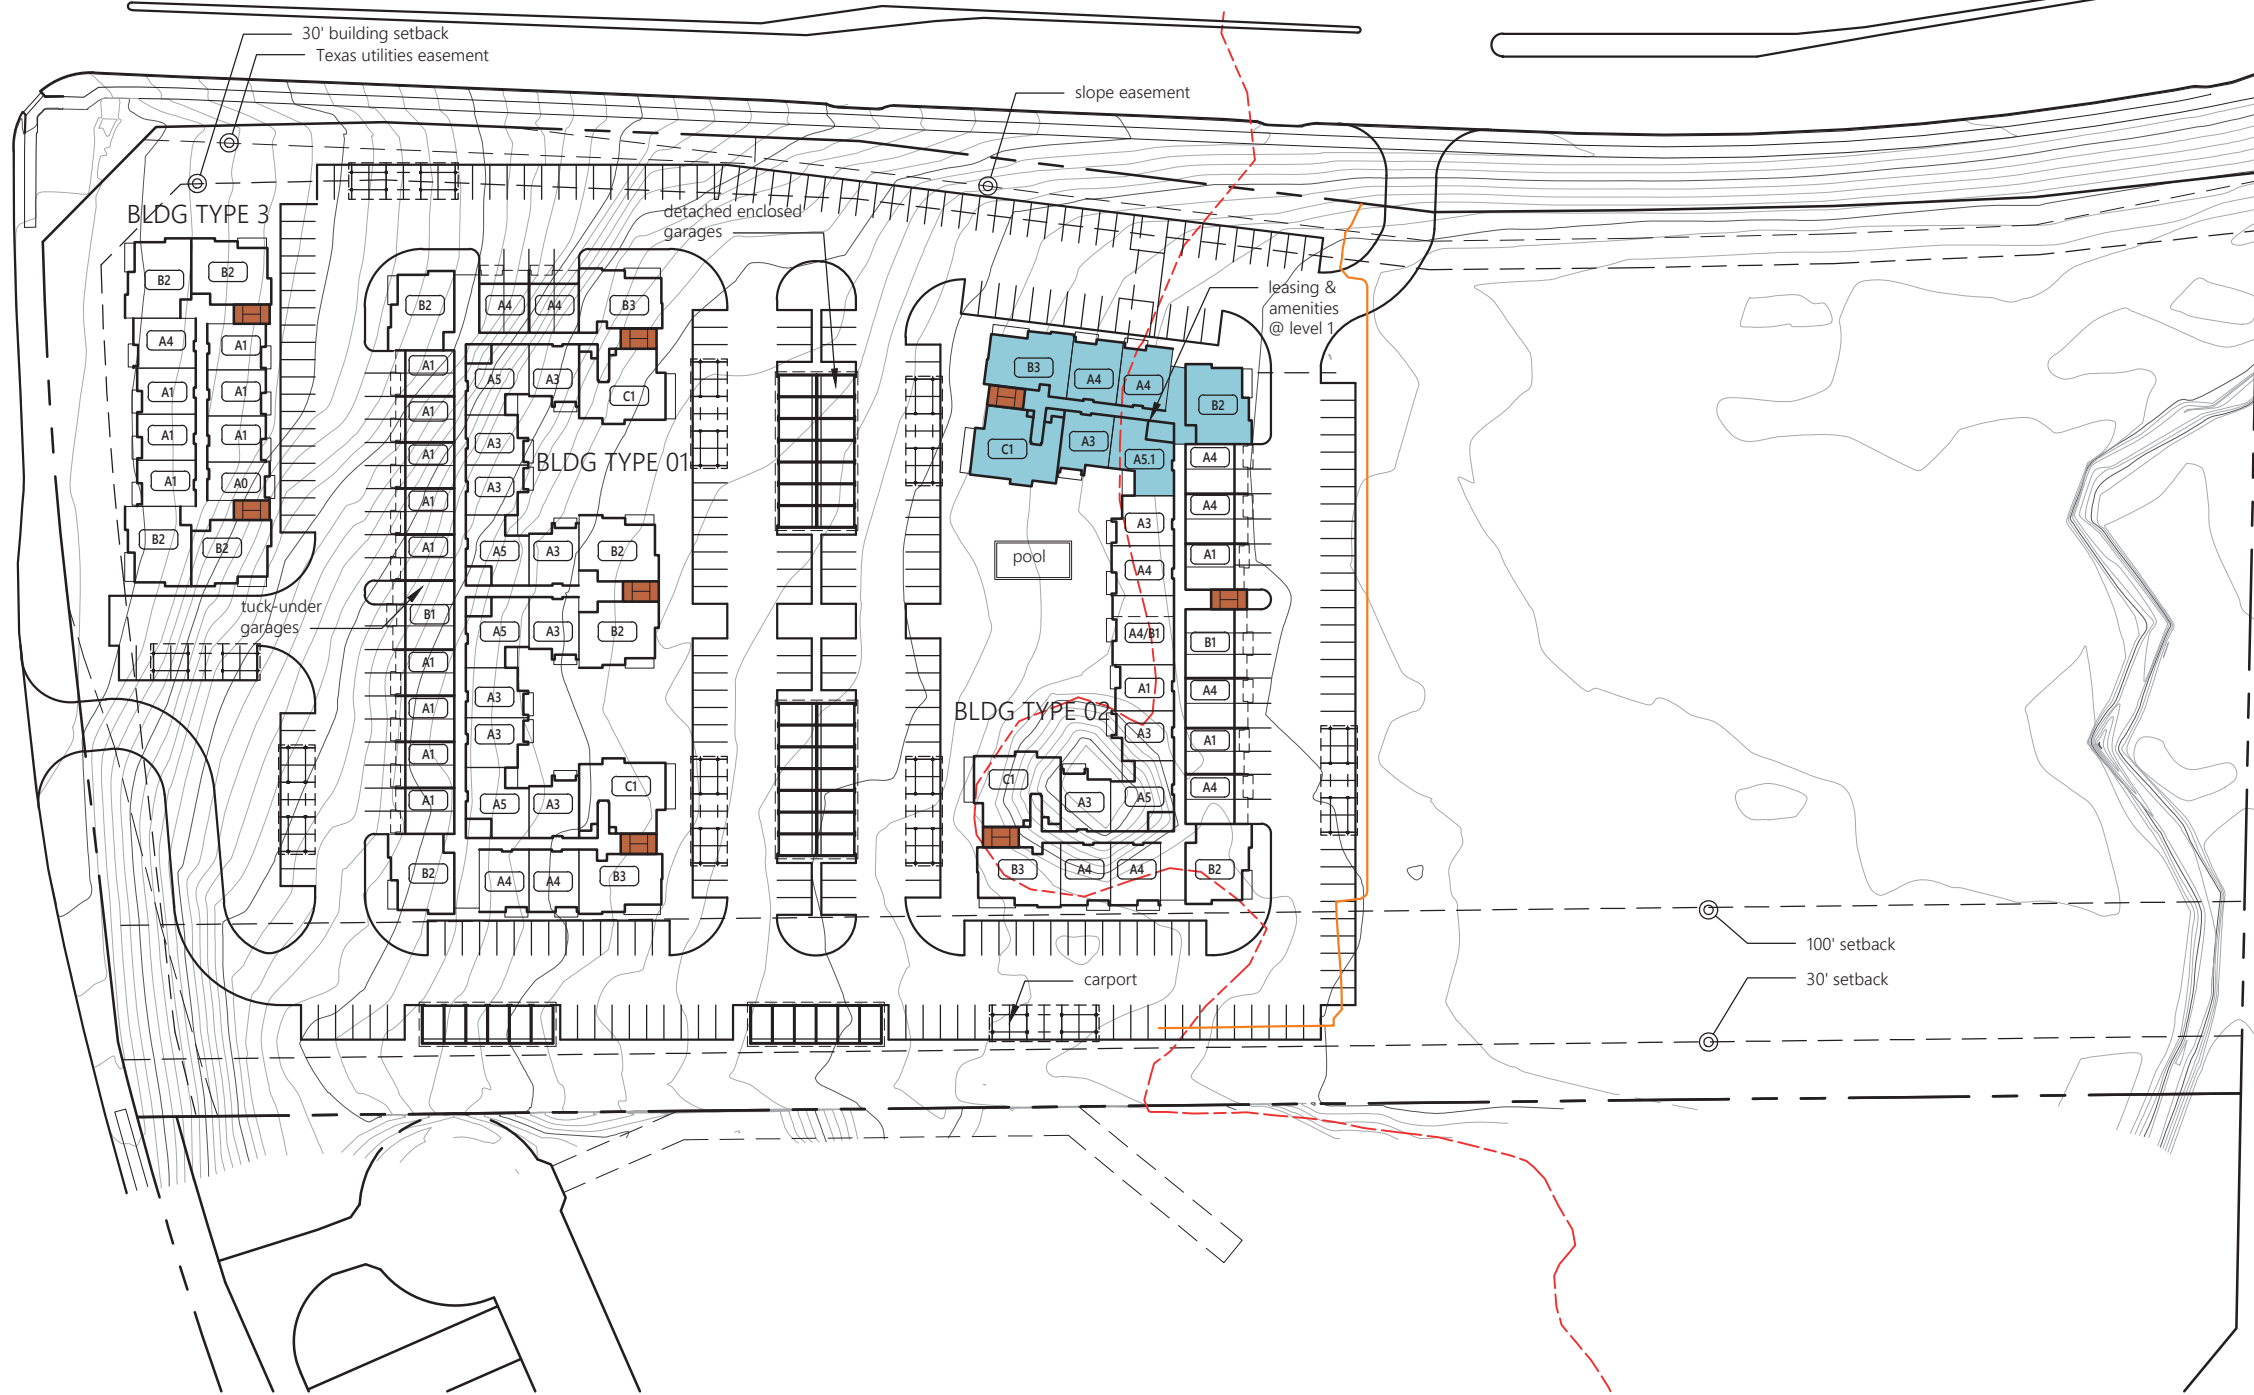 30' building setback
Texas utilities easement
slope easement
detached enclosed
garages
BLDG TYPE 3
B2
B2
A4
A1
A1
A1
A1
A1
A1
A0
B2
B2
tuck-under
garages
BLDG TYPE 01
B2
A4
A4
B3
A1
A5
A3
C1
A1
A3
A1
A3
A1
A1
A5
A3
B2
B1
A5
A3
B2
A1
A3
A1
A3
A1
C1
A1
A5
A3
B2
A4
A4
B3
leasing &
amenities
@ level 1
B3
A4
A4
B2
C1
A3
A5.1
A4
A3
A4
pool
A4
A1
A4/B1
B1
A1
A4
BLDG TYPE 02
A3
A1
C1
A3
A5
A4
B3
A4
A4
B2
carport
100' setback
30' setback